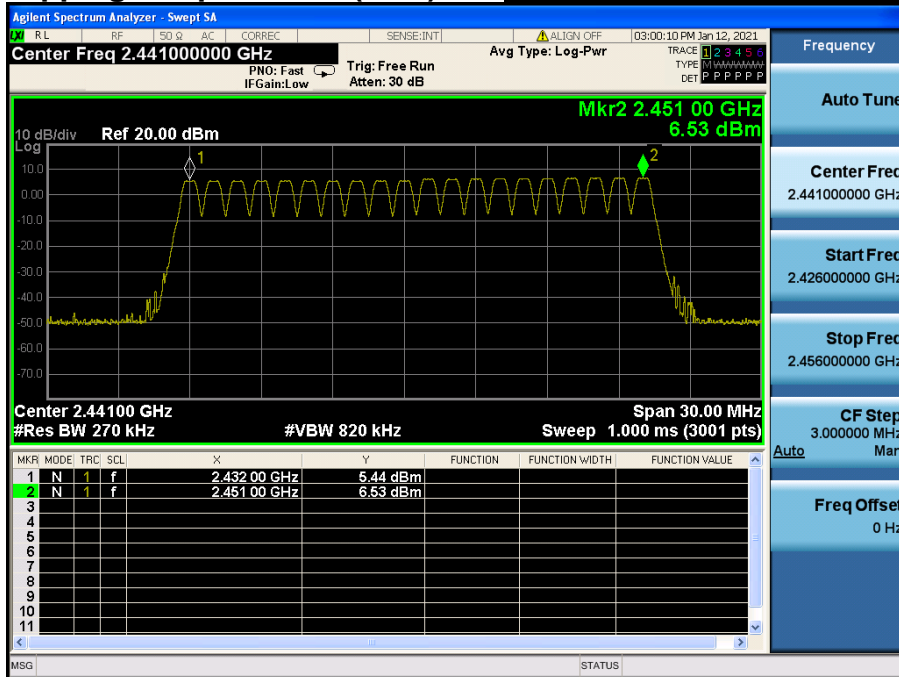 Agilent Spectrum Analyzer - Swept SA
LXI RL RF 50 Ω AC CORREC SENSE:INT ALIGN OFF 03:00:10 PM Jan 12, 2021
Center Freq 2.441000000 GHz
PNO: Fast
IFGain:Low
Trig: Free Run
Atten: 30 dB
Avg Type: Log-Pwr
TRACE 1 2 3 4 5 6
TYPE M WWWWW
DET P P P P P P
Mkr2 2.451 00 GHz
6.53 dBm
10 dB/div Ref 20.00 dBm
Log
1
2
10.0
0.00
-10.0
-20.0
-30.0
-40.0
-50.0
-60.0
-70.0
Center 2.44100 GHz Span 30.00 MHz
#Res BW 270 kHz #VBW 820 kHz Sweep 1.000 ms (3001 pts)
MKR MODE TRC SCL X Y FUNCTION FUNCTION WIDTH FUNCTION VALUE
1 N 1 f 2.432 00 GHz 5.44 dBm
2 N 1 f 2.451 00 GHz 6.53 dBm
3
4
5
6
7
8
9
10
11
MSG STATUS
Frequency
Auto Tune
Center Freq
2.441000000 GHz
Start Freq
2.426000000 GHz
Stop Freq
2.456000000 GHz
CF Step
3.000000 MHz
Auto Man
Freq Offset
0 Hz